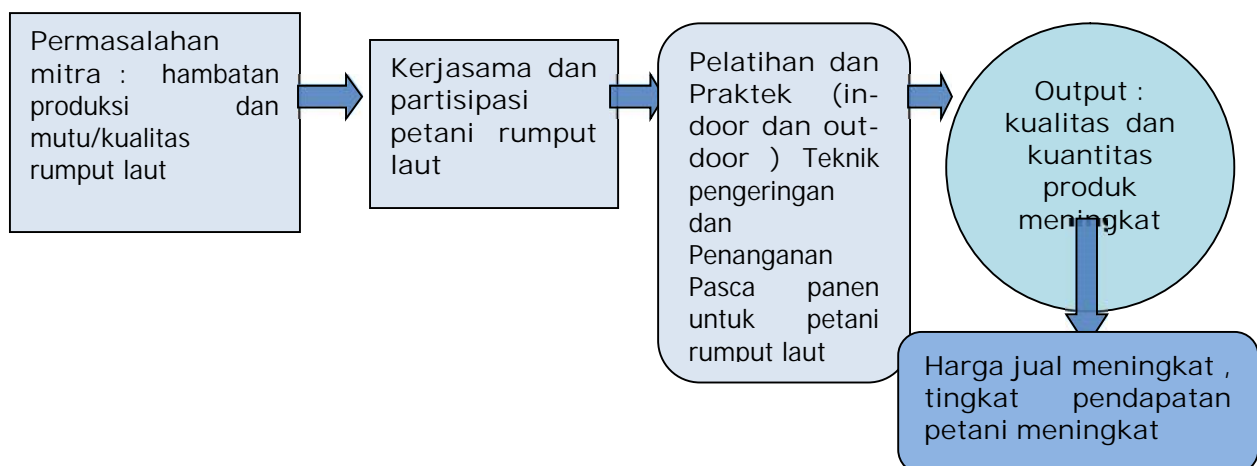 Permasalahan
mitra : hambatan
produksi dan
mutu/kualitas
rumput laut
Kerjasama dan
partisipasi
petani rumput
laut
Pelatihan dan
Praktek (in-
door dan out-
door ) Teknik
pengeringan
dan
Penanganan
Pasca panen
untuk petani
rumput laut
Output :
kualitas dan
kuantitas
produk
meningkat
Harga jual meningkat ,
tingkat pendapatan
petani meningkat